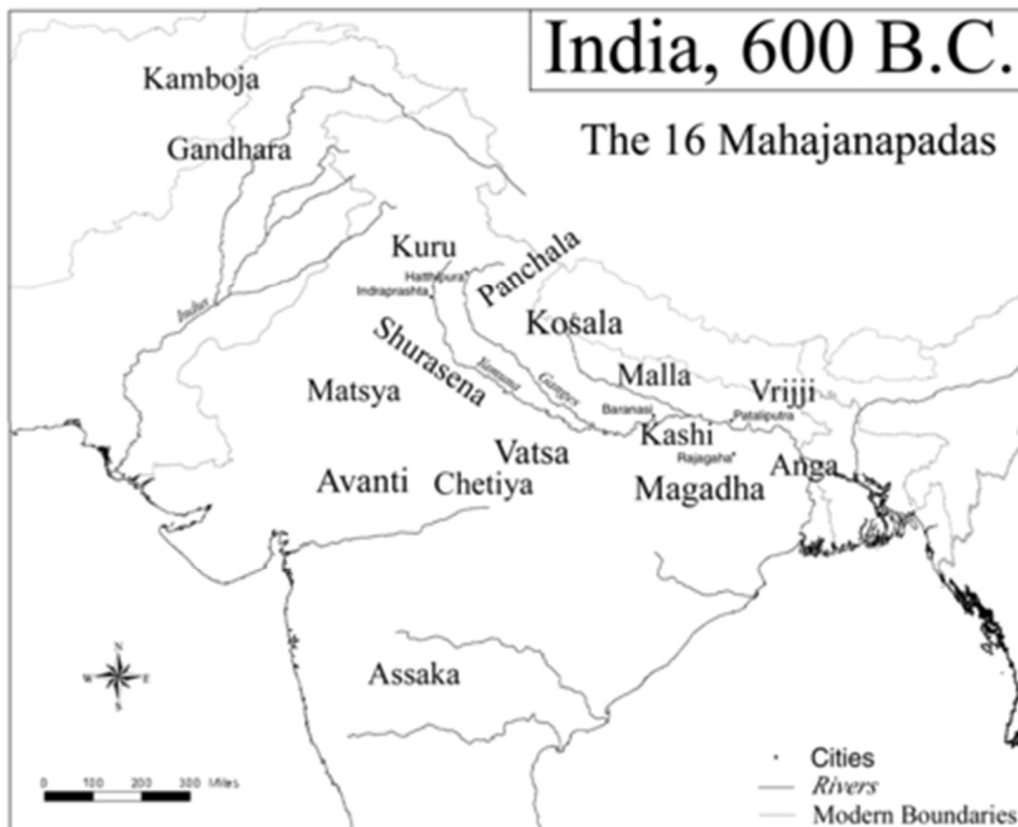 India, 600 B.C.
The 16 Mahajanapadas
Kamboja
Gandhara
Kuru
Panchala
Hatthipura
Indraprashta
Indus
Kosala
Shurasena
Yamuna
Ganges
Malla
Vrijji
Matsya
Baranasi
Pataliputra
Kashi
Vatsa
Rajagaha
Anga
Avanti
Chetiya
Magadha
Assaka
N
W E
S
0 100 200 300 Miles
Cities
Rivers
Modern Boundaries